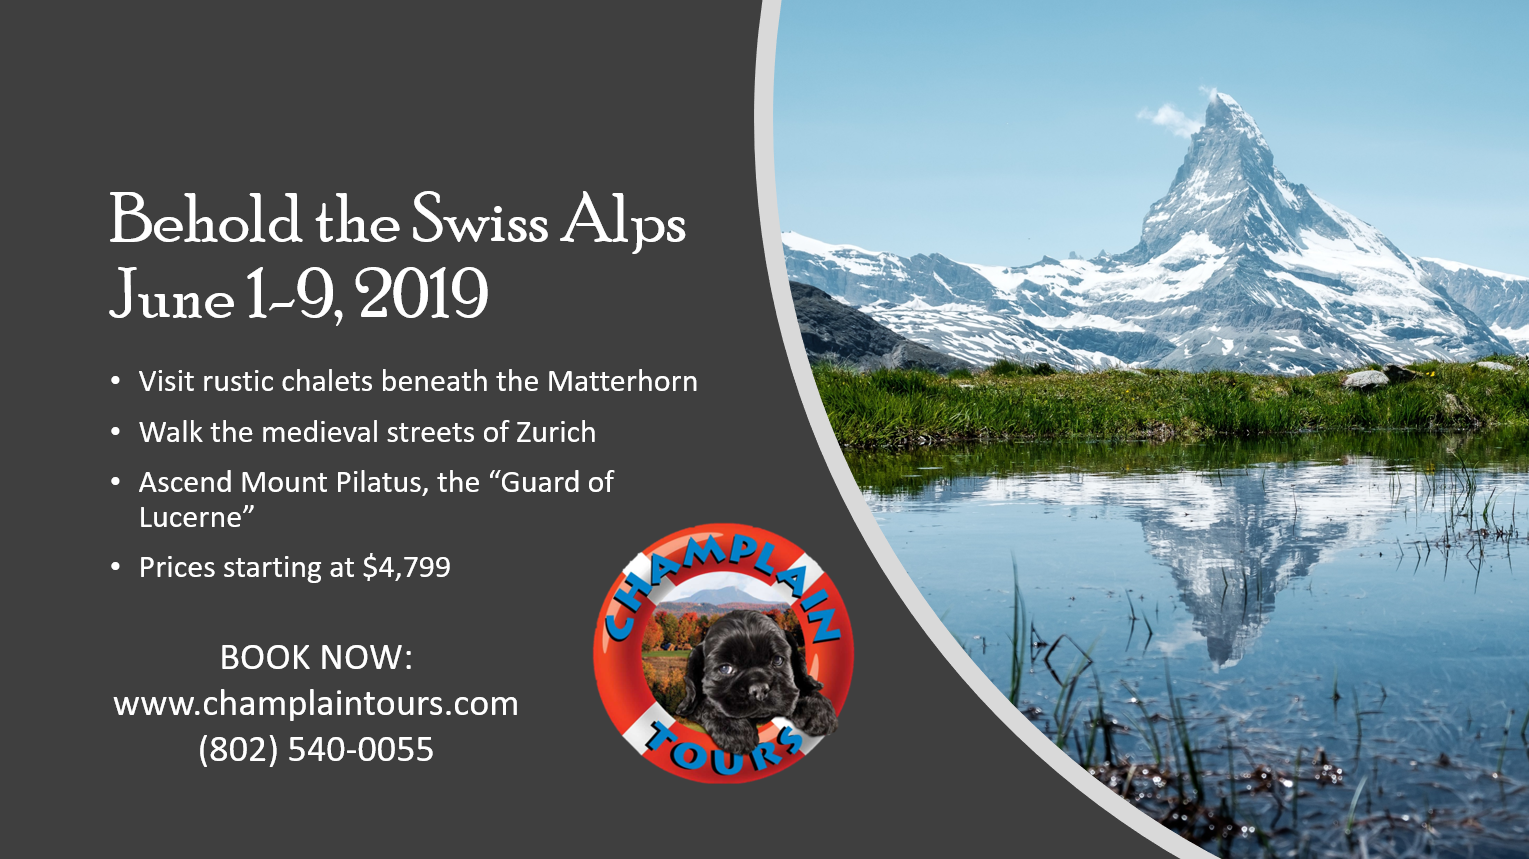 Behold the Swiss Alps
June 1-9, 2019
• Visit rustic chalets beneath the Matterhorn
• Walk the medieval streets of Zurich
• Ascend Mount Pilatus, the “Guard of
Lucerne”
• Prices starting at $4,799
BOOK NOW:
www.champlaintours.com
(802) 540-0055
CHAMPLAIN
TOURS